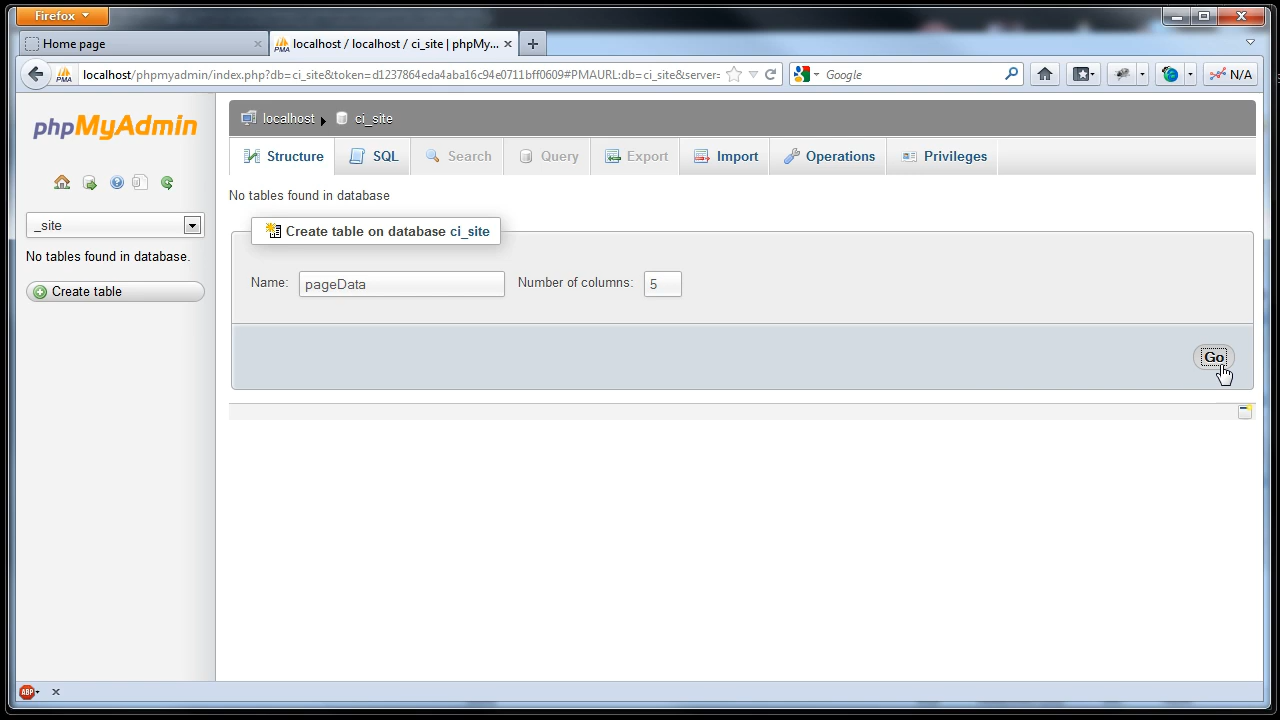 Firefox
Home page
localhost / localhost / ci_site | phpMy...
localhost/phpmyadmin/index.php?db=ci_site&token=d1237864eda4aba16c94e0711bff0609#PMAURL:db=ci_site&server=
Google
N/A
phpMyAdmin
_site
No tables found in database.
Create table
localhost
ci_site
Structure
SQL
Search
Query
Export
Import
Operations
Privileges
No tables found in database
Create table on database ci_site
Name: pageData Number of columns: 5
Go
ABP